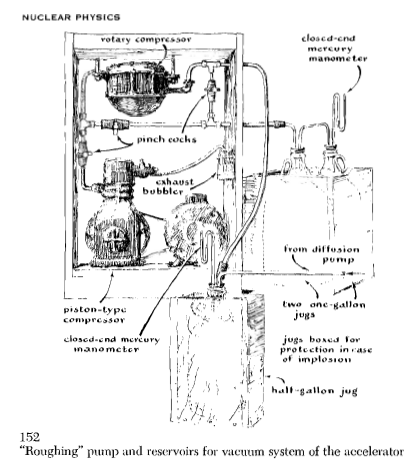 NUCLEAR PHYSICS
rotary compressor
closed-end
mercury
manometer
pinch cocks
exhaust
bubbler
from diffusion
pump
piston-type
compressor
two one-gallon
jugs
closed-end mercury
manometer
jugs boxed for
protection in case
of implosion
half-gallon jug
152
"Roughing" pump and reservoirs for vacuum system of the accelerator